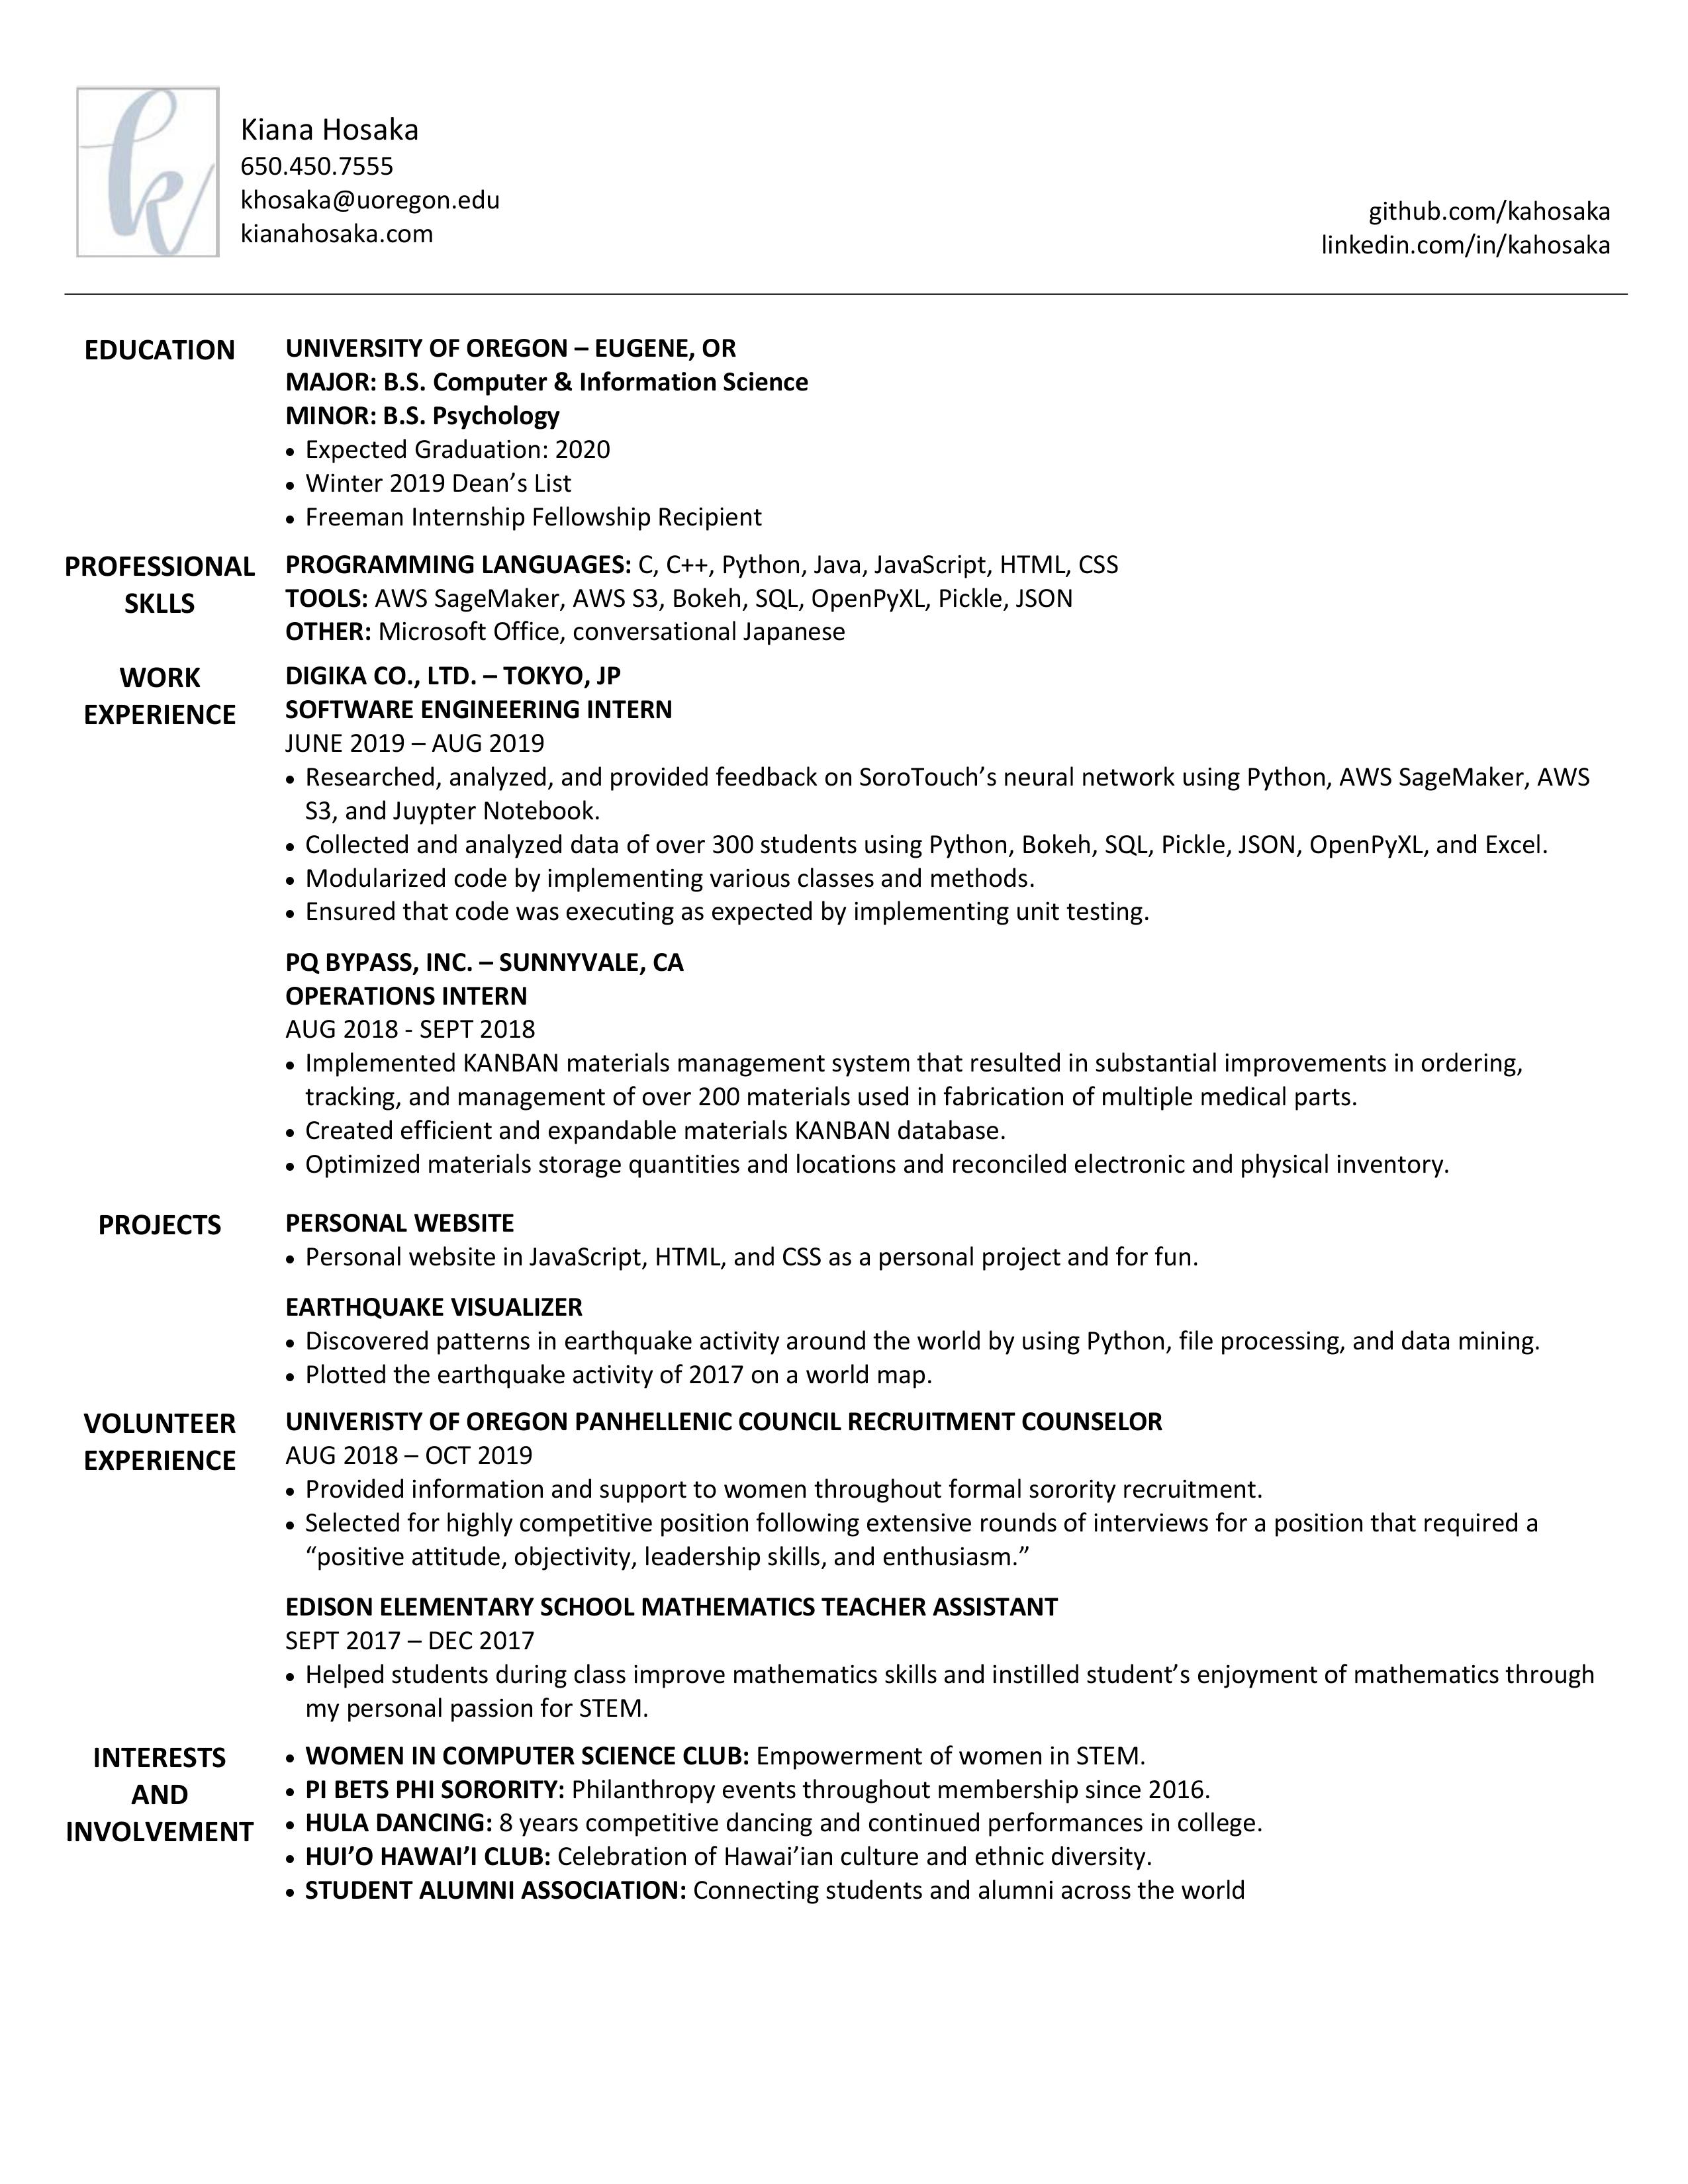 k
Kiana Hosaka
650.450.7555
khosaka@uoregon.edu
kianahosaka.com
github.com/kahosaka
linkedin.com/in/kahosaka
EDUCATION
UNIVERSITY OF OREGON – EUGENE, OR
MAJOR: B.S. Computer & Information Science
MINOR: B.S. Psychology
• Expected Graduation: 2020
• Winter 2019 Dean’s List
• Freeman Internship Fellowship Recipient
PROFESSIONAL
SKLLS
PROGRAMMING LANGUAGES: C, C++, Python, Java, JavaScript, HTML, CSS
TOOLS: AWS SageMaker, AWS S3, Bokeh, SQL, OpenPyXL, Pickle, JSON
OTHER: Microsoft Office, conversational Japanese
WORK
EXPERIENCE
DIGIKA CO., LTD. – TOKYO, JP
SOFTWARE ENGINEERING INTERN
JUNE 2019 – AUG 2019
• Researched, analyzed, and provided feedback on SoroTouch’s neural network using Python, AWS SageMaker, AWS
S3, and Juypter Notebook.
• Collected and analyzed data of over 300 students using Python, Bokeh, SQL, Pickle, JSON, OpenPyXL, and Excel.
• Modularized code by implementing various classes and methods.
• Ensured that code was executing as expected by implementing unit testing.
PQ BYPASS, INC. – SUNNYVALE, CA
OPERATIONS INTERN
AUG 2018 - SEPT 2018
• Implemented KANBAN materials management system that resulted in substantial improvements in ordering,
tracking, and management of over 200 materials used in fabrication of multiple medical parts.
• Created efficient and expandable materials KANBAN database.
• Optimized materials storage quantities and locations and reconciled electronic and physical inventory.
PROJECTS
PERSONAL WEBSITE
• Personal website in JavaScript, HTML, and CSS as a personal project and for fun.
EARTHQUAKE VISUALIZER
• Discovered patterns in earthquake activity around the world by using Python, file processing, and data mining.
• Plotted the earthquake activity of 2017 on a world map.
VOLUNTEER
EXPERIENCE
UNIVERISTY OF OREGON PANHELLENIC COUNCIL RECRUITMENT COUNSELOR
AUG 2018 – OCT 2019
• Provided information and support to women throughout formal sorority recruitment.
• Selected for highly competitive position following extensive rounds of interviews for a position that required a
“positive attitude, objectivity, leadership skills, and enthusiasm.”
EDISON ELEMENTARY SCHOOL MATHEMATICS TEACHER ASSISTANT
SEPT 2017 – DEC 2017
• Helped students during class improve mathematics skills and instilled student’s enjoyment of mathematics through
my personal passion for STEM.
INTERESTS
AND
INVOLVEMENT
• WOMEN IN COMPUTER SCIENCE CLUB: Empowerment of women in STEM.
• PI BETS PHI SORORITY: Philanthropy events throughout membership since 2016.
• HULA DANCING: 8 years competitive dancing and continued performances in college.
• HUI’O HAWAI’I CLUB: Celebration of Hawai’ian culture and ethnic diversity.
• STUDENT ALUMNI ASSOCIATION: Connecting students and alumni across the world